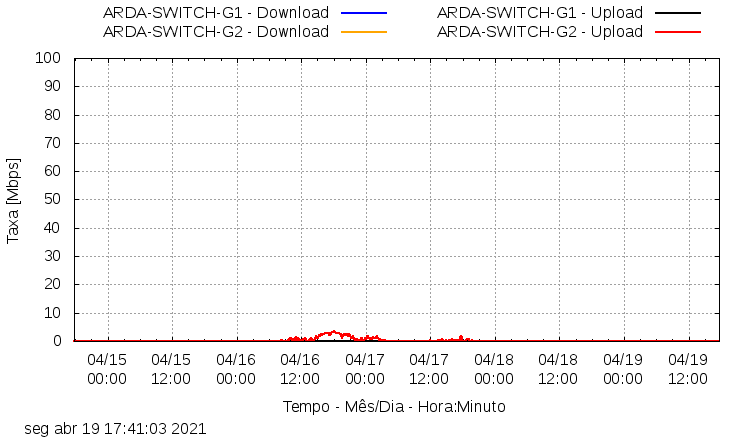 ARDA-SWITCH-G1 - Download ARDA-SWITCH-G1 - Upload
ARDA-SWITCH-G2 - Download ARDA-SWITCH-G2 - Upload
100
90
80
70
60
50
40
30
20
10
0
Taxa [Mbps]
04/15 04/15 04/16 04/16 04/17 04/17 04/18 04/18 04/19 04/19
00:00 12:00 00:00 12:00 00:00 12:00 00:00 12:00 00:00 12:00
Tempo - Mês/Dia - Hora:Minuto
seg abr 19 17:41:03 2021